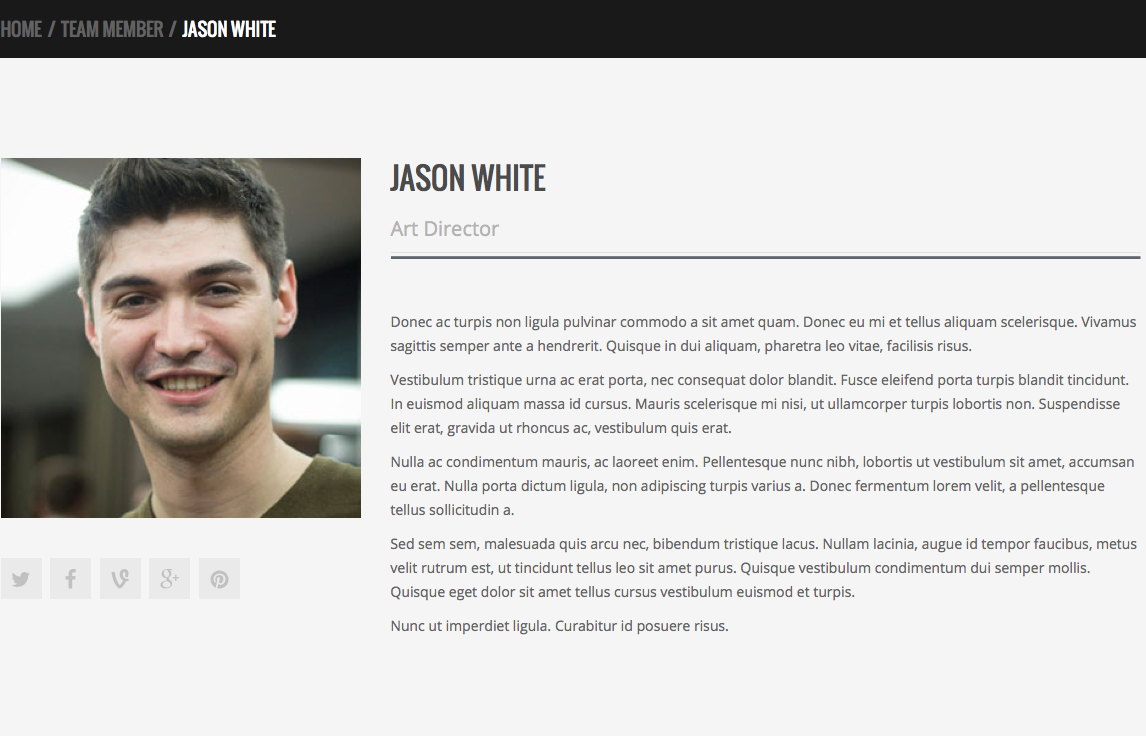 HOME / TEAM MEMBER / JASON WHITE
JASON WHITE
Art Director
Donec ac turpis non ligula pulvinar commodo a sit amet quam. Donec eu mi et tellus aliquam scelerisque. Vivamus
sagittis semper ante a hendrerit. Quisque in dui aliquam, pharetra leo vitae, facilisis risus.
Vestibulum tristique urna ac erat porta, nec consequat dolor blandit. Fusce eleifend porta turpis blandit tincidunt.
In euismod aliquam massa id cursus. Mauris scelerisque mi nisi, ut ullamcorper turpis lobortis non. Suspendisse
elit erat, gravida ut rhoncus ac, vestibulum quis erat.
Nulla ac condimentum mauris, ac laoreet enim. Pellentesque nunc nibh, lobortis ut vestibulum sit amet, accumsan
eu erat. Nulla porta dictum ligula, non adipiscing turpis varius a. Donec fermentum lorem velit, a pellentesque
tellus sollicitudin a.
Sed sem sem, malesuada quis arcu nec, bibendum tristique lacus. Nullam lacinia, augue id tempor faucibus, metus
velit rutrum est, ut tincidunt tellus leo sit amet purus. Quisque vestibulum condimentum dui semper mollis.
Quisque eget dolor sit amet tellus cursus vestibulum euismod et turpis.
Nunc ut imperdiet ligula. Curabitur id posuere risus.